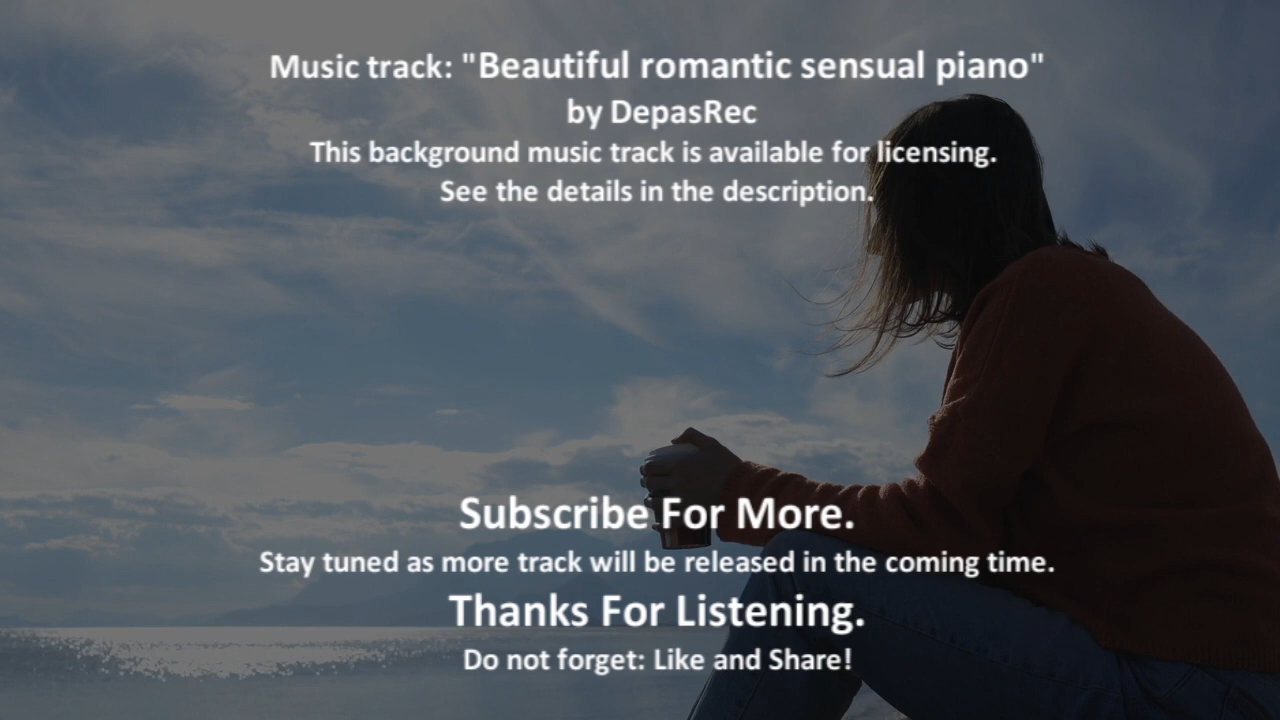 Music track: "Beautiful romantic sensual piano"
by DepasRec
This background music track is available for licensing.
See the details in the description.
Subscribe For More.
Stay tuned as more track will be released in the coming time.
Thanks For Listening.
Do not forget: Like and Share!